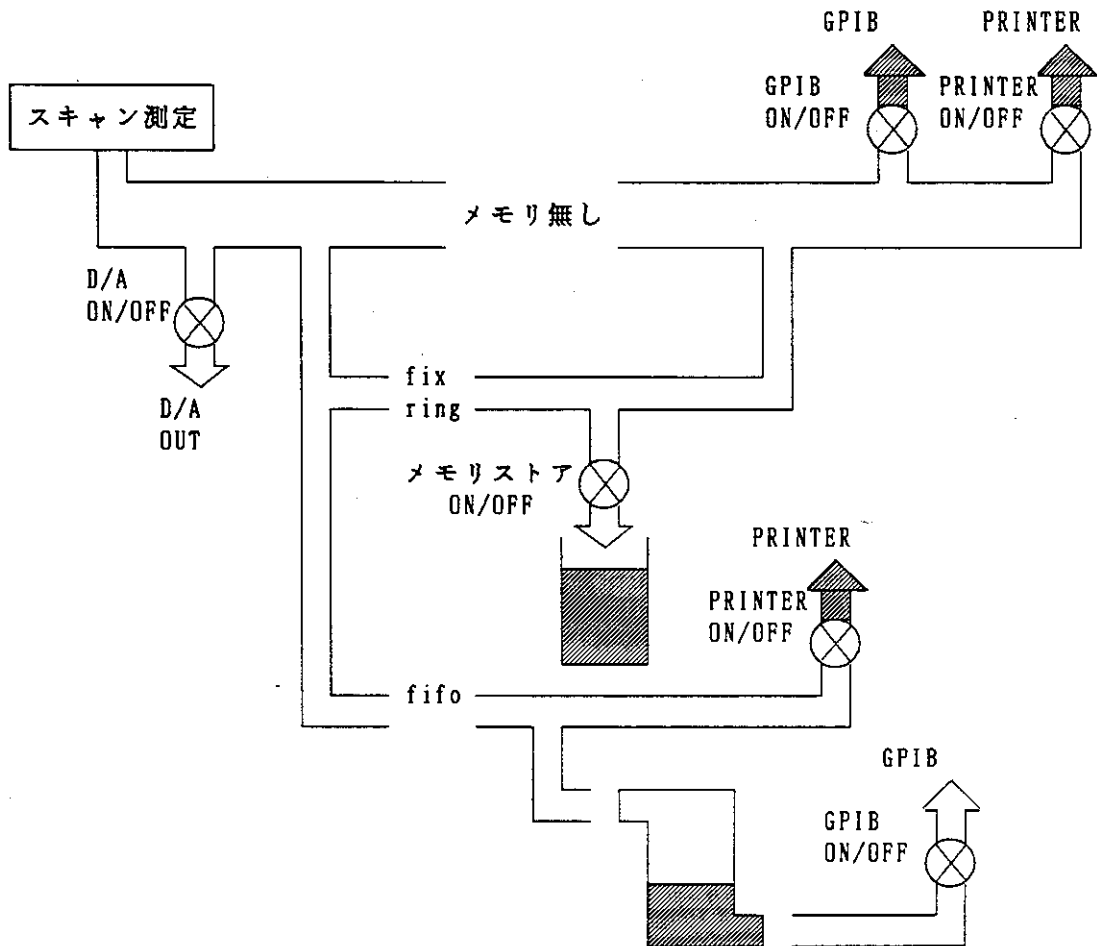 GPIB
PRINTER
GPIB
ON/OFF
PRINTER
ON/OFF
スキャン測定
メモリ無し
D/A
ON/OFF
D/A
OUT
fix
ring
メモリストア
ON/OFF
PRINTER
PRINTER
ON/OFF
fifo
GPIB
GPIB
ON/OFF